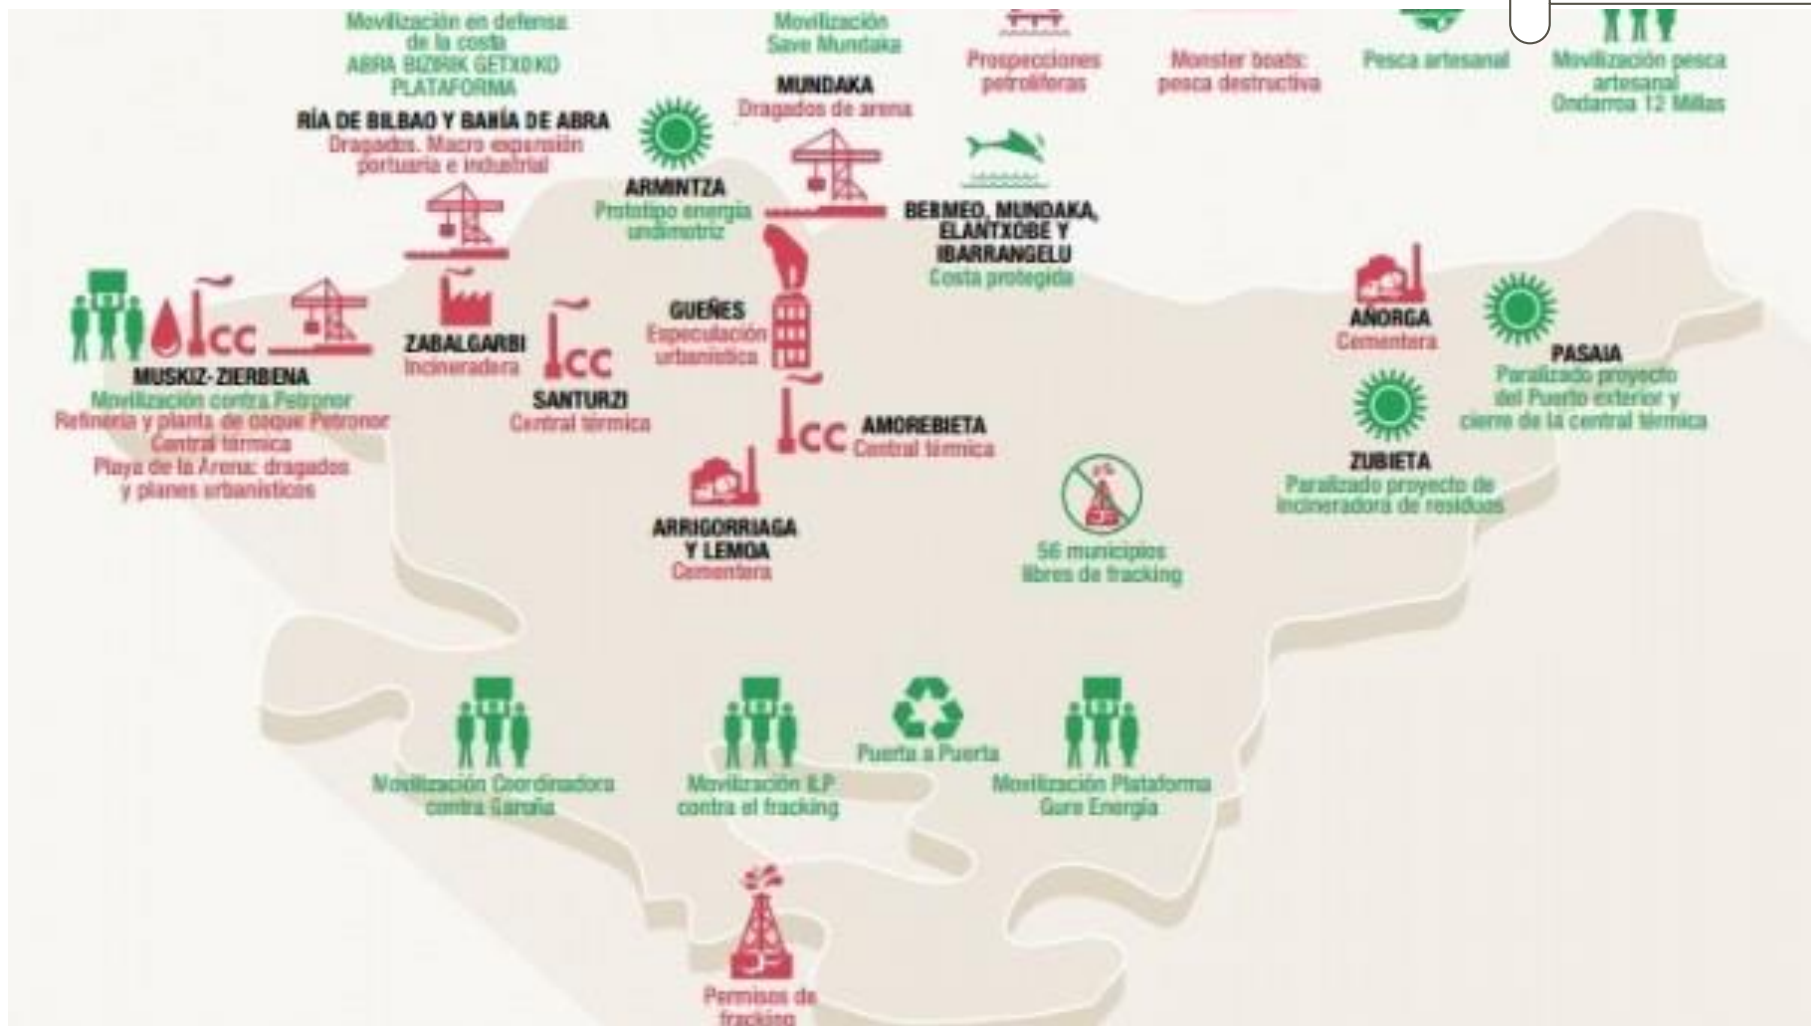 Movilización en defensa
de la costa
ABRA BIZIRIK GETXOKO
PLATAFORMA
RÍA DE BILBAO Y BAHÍA DE ABRA
Dragados. Macro expansión
portuaria e industrial
Movilización
Save Mundaka
MUNDAKA
Dragados de arena
Prospecciones
petrolíferas
Monster boats:
pesca destructiva
Pesca artesanal
Movilización pesca
artesanal
Ondarroa 12 Millas
ARMINTZA
Prototipo energía
undimotriz
BERMEO, MUNDAKA,
ELANTXOBE Y
IBARRANGELU
Costa protegida
CC
MUSKIZ-ZIERBENA
Movilización contra Petronor
Refinería y planta de coque Petronor
Central térmica
Playa de la Arena: dragados
y planes urbanísticos
ZABALGARBI
Incineradora
CC
SANTURZI
Central térmica
GUEÑES
Especulación
urbanística
CC
AMOREBIETA
Central térmica
ARRIGORRIAGA
Y LEMOA
Cementera
AÑORGA
Cementera
PASAIA
Paralizado proyecto
del Puerto exterior y
cierre de la central térmica
ZUBIETA
Paralizado proyecto de
incineradora de residuos
56 municipios
libres de fracking
Movilización Coordinadora
contra Garoña
Movilización ILP
contra el fracking
Puerta a Puerta
Movilización Plataforma
Gure Energía
Permisos de
fracking